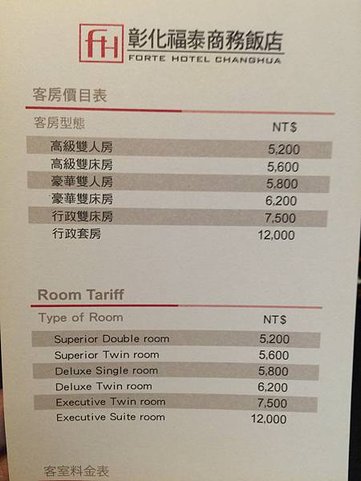 FH 彰化福泰商務飯店
FORTE HOTEL CHANGHUA
客房價目表
客房型態 NT$
高級雙人房 5,200
高級雙床房 5,600
豪華雙人房 5,800
豪華雙床房 6,200
行政雙床房 7,500
行政套房 12,000
Room Tariff
Type of Room NT$
Superior Double room 5,200
Superior Twin room 5,600
Deluxe Single room 5,800
Deluxe Twin room 6,200
Executive Twin room 7,500
Executive Suite room 12,000
客室料金表